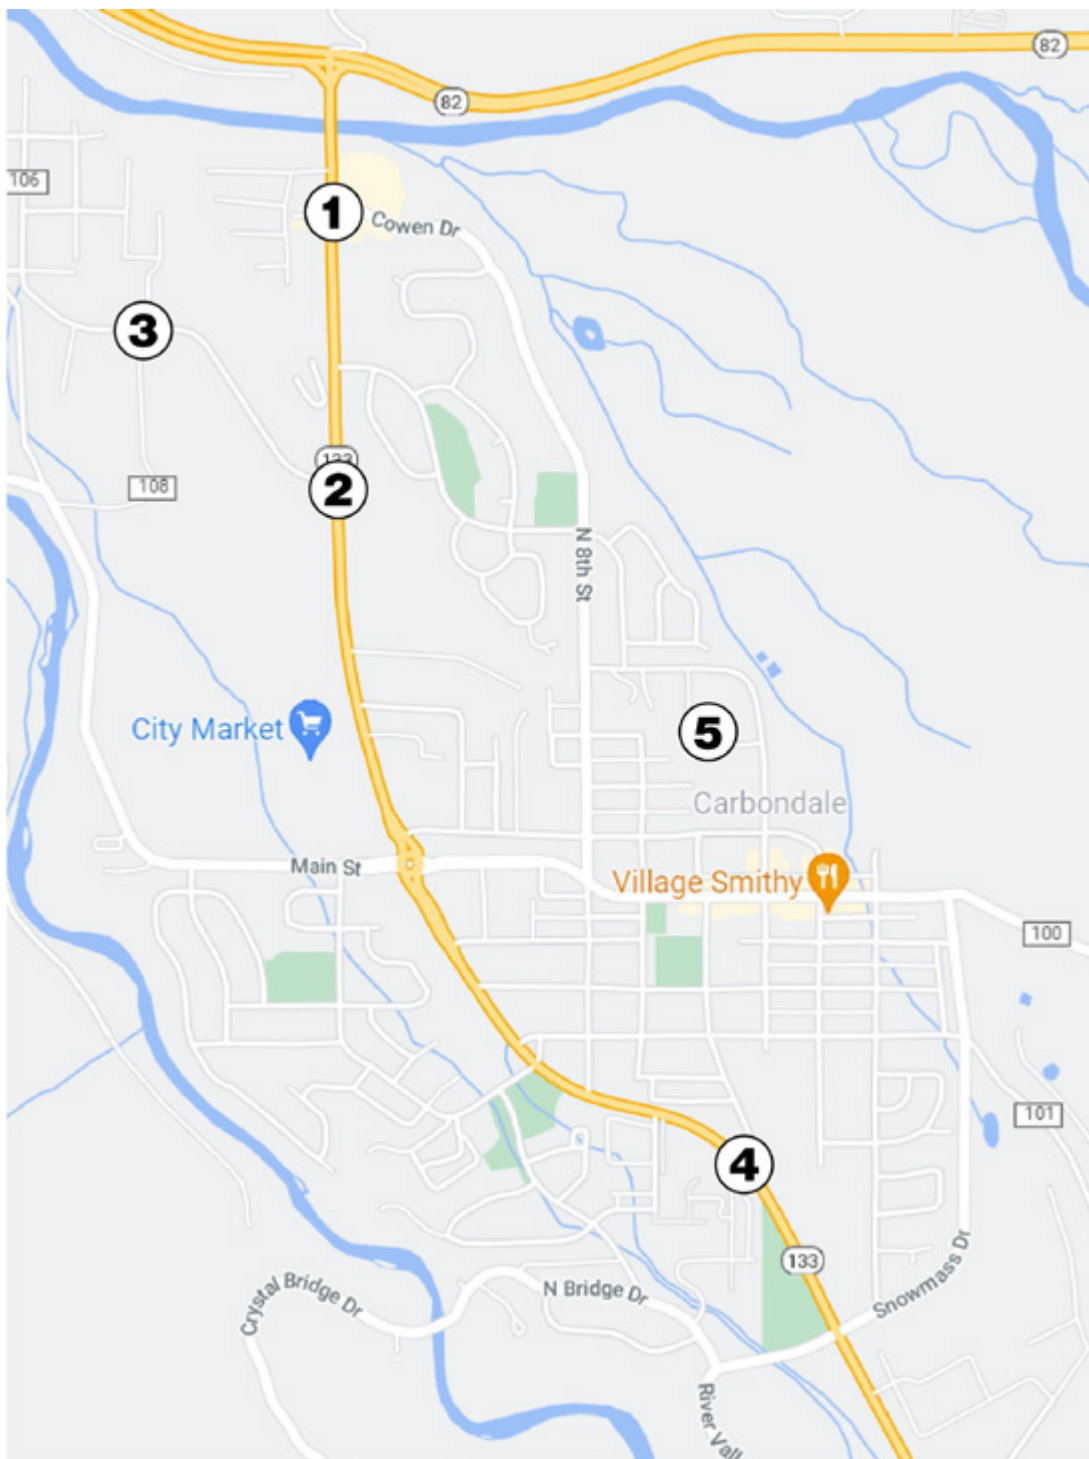 82
82
106
1
Cowen Dr
3
133
2
108
N 8th St
City Market
5
Carbondale
Main St
Village Smithy
100
101
4
133
Snowmass Dr
N Bridge Dr
Crystal Bridge Dr
River Vall